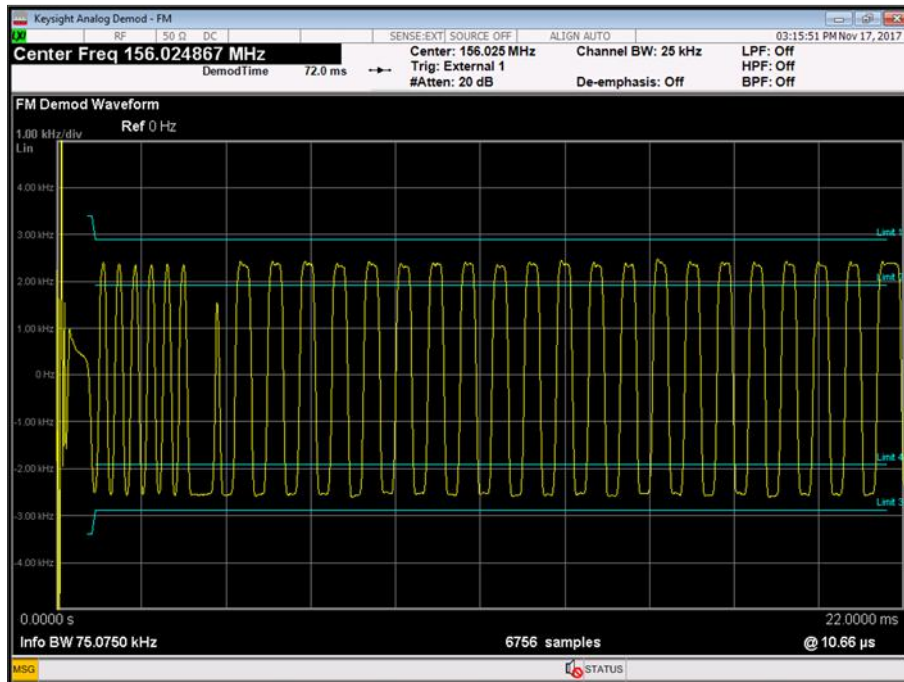 Keysight Analog Demod - FM
LXI RF 50 Ω DC SENSE:EXT SOURCE OFF ALIGN AUTO 03:15:51 PM Nov 17, 2017
Center Freq 156.024867 MHz Center: 156.025 MHz Channel BW: 25 kHz LPF: Off
DemodTime 72.0 ms Trig: External 1 HPF: Off
#Atten: 20 dB De-emphasis: Off BPF: Off
FM Demod Waveform
1.00 kHz/div Ref 0 Hz
Lin
4.00 kHz
3.00 kHz
Limit 1
2.00 kHz
Limit 2
1.00 kHz
0 Hz
-1.00 kHz
-2.00 kHz
Limit 4
Limit 3
-3.00 kHz
-4.00 kHz
0.0000 s 22.0000 ms
Info BW 75.0750 kHz 6756 samples @ 10.66 µs
MSG STATUS